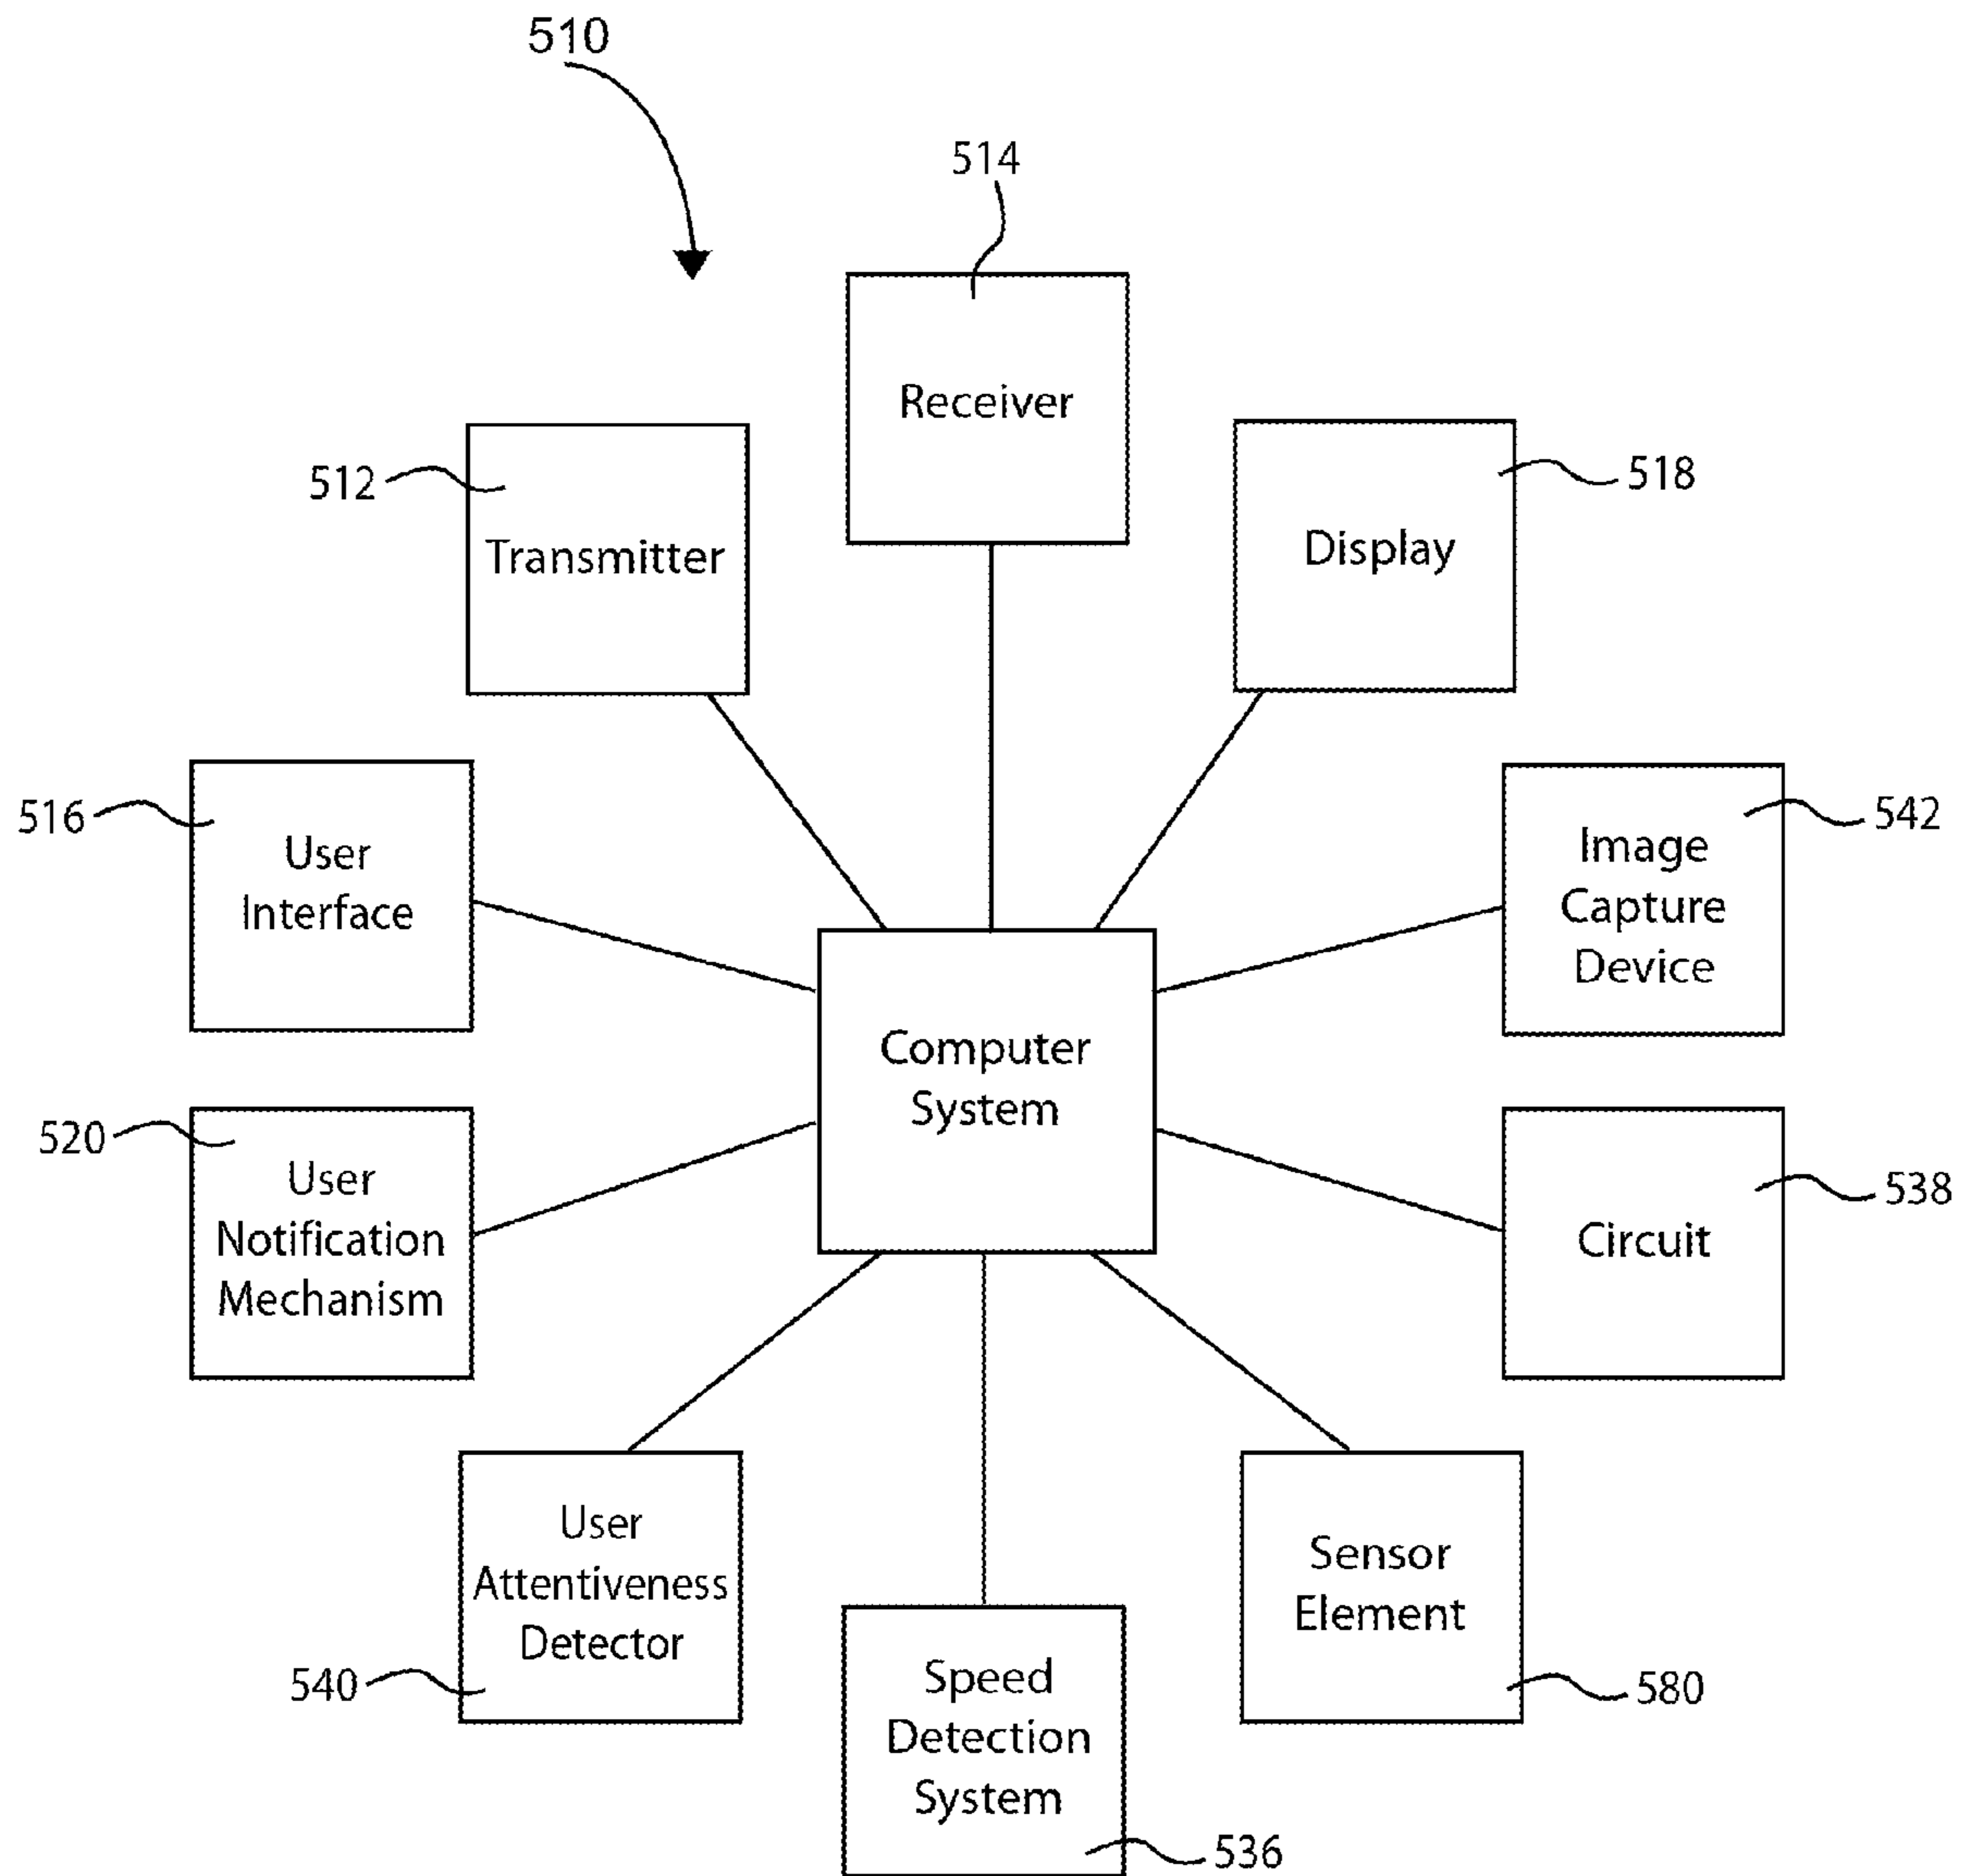 510
514
Receiver
512
Transmitter
518
Display
516
User
Interface
542
Image
Capture
Device
Computer
System
520
User
Notification
Mechanism
538
Circuit
User
Attentiveness
Detector
540
Speed
Detection
System
536
Sensor
Element
580